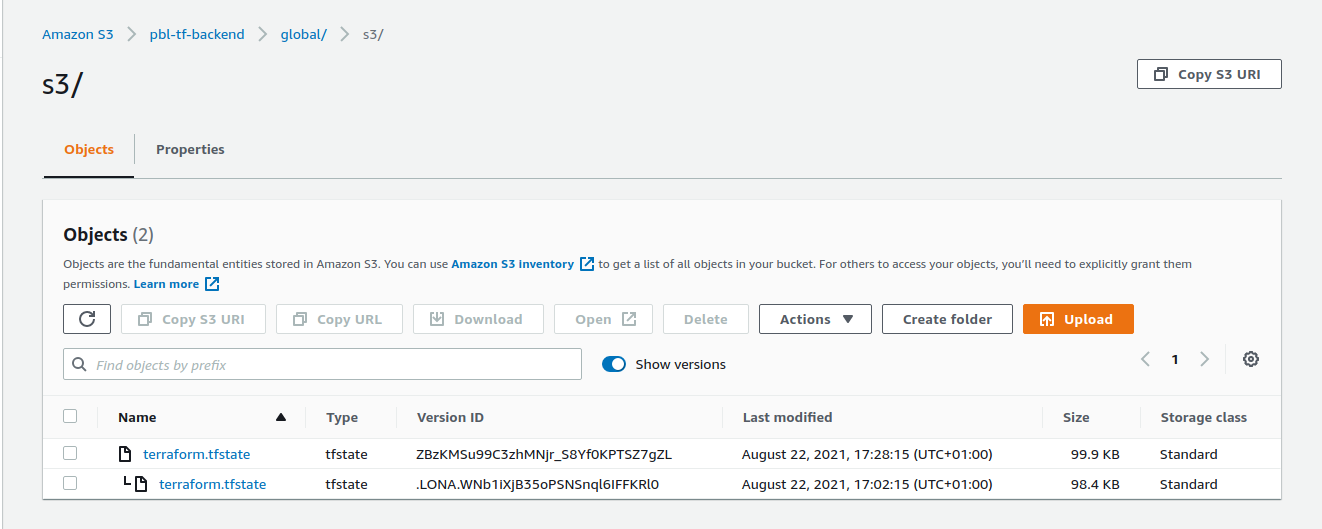 Amazon S3 > pbl-tf-backend > global/ > s3/
s3/
Copy S3 URI
Objects
Properties
Objects (2)
Objects are the fundamental entities stored in Amazon S3. You can use Amazon S3 inventory to get a list of all objects in your bucket. For others to access your objects, you'll need to explicitly grant them
permissions. Learn more
Copy S3 URI Copy URL Download Open Delete Actions Create folder Upload
Find objects by prefix Show versions 1
Name Type Version ID Last modified Size Storage class
terraform.tfstate tfstate ZBzKMSu99C3zhMNjr_S8Yf0KPTSZ7gZL August 22, 2021, 17:28:15 (UTC+01:00) 99.9 KB Standard
terraform.tfstate tfstate .LONA.WNb1iXjB35oPSNSnql6IFFKRl0 August 22, 2021, 17:02:15 (UTC+01:00) 98.4 KB Standard